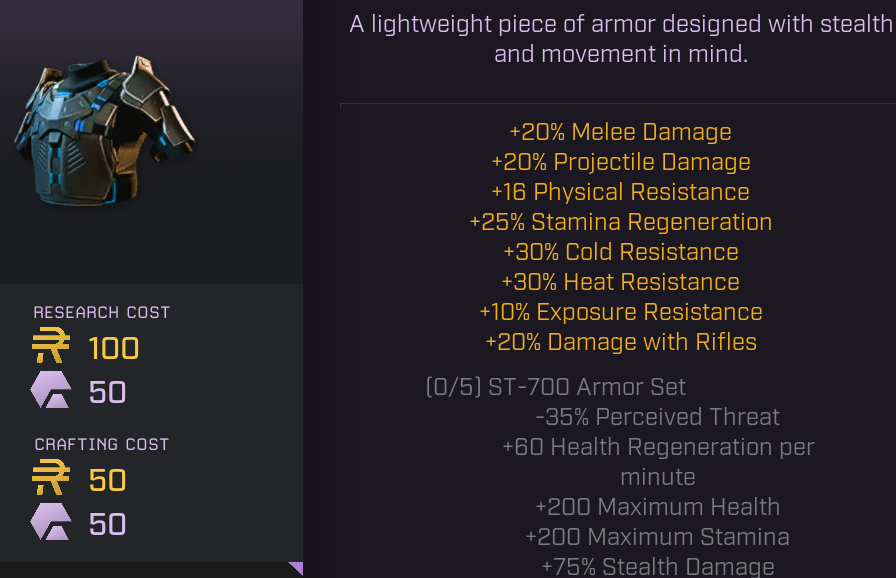 A lightweight piece of armor designed with stealth
and movement in mind.
+20% Melee Damage
+20% Projectile Damage
+16 Physical Resistance
+25% Stamina Regeneration
+30% Cold Resistance
+30% Heat Resistance
+10% Exposure Resistance
+20% Damage with Rifles
(0/5) ST-700 Armor Set
-35% Perceived Threat
+60 Health Regeneration per
minute
+200 Maximum Health
+200 Maximum Stamina
+75% Stealth Damage
RESEARCH COST
100
50
CRAFTING COST
50
50